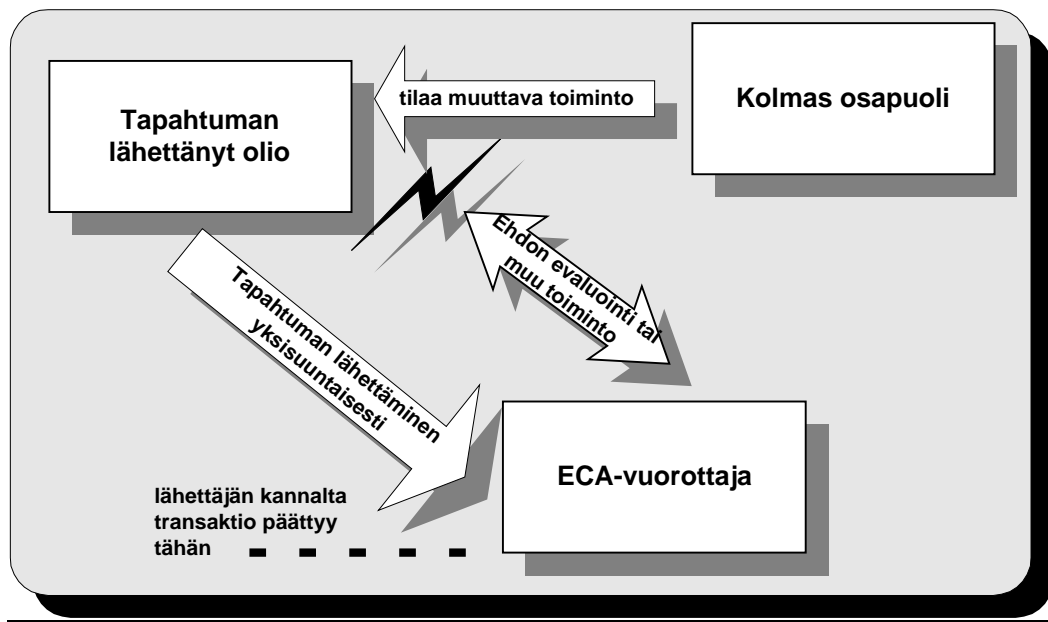 Tapahtuman
lähettänyt olio
tilaa muuttava toiminto
Kolmas osapuoli
Ehdon evaluointi tai
muu toiminto
Tapahtuman lähettäminen
yksisuuntaisesti
ECA-vuorottaja
lähettäjän kannalta
transaktio päättyy
tähän